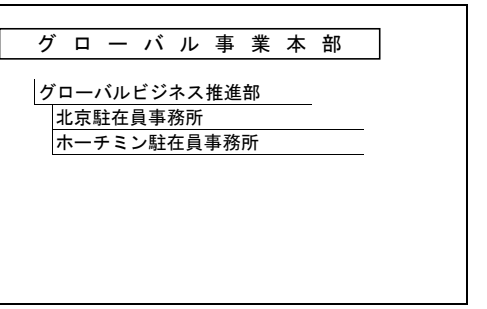 グローバル事業本部
グローバルビジネス推進部
北京駐在員事務所
ホーチミン駐在員事務所